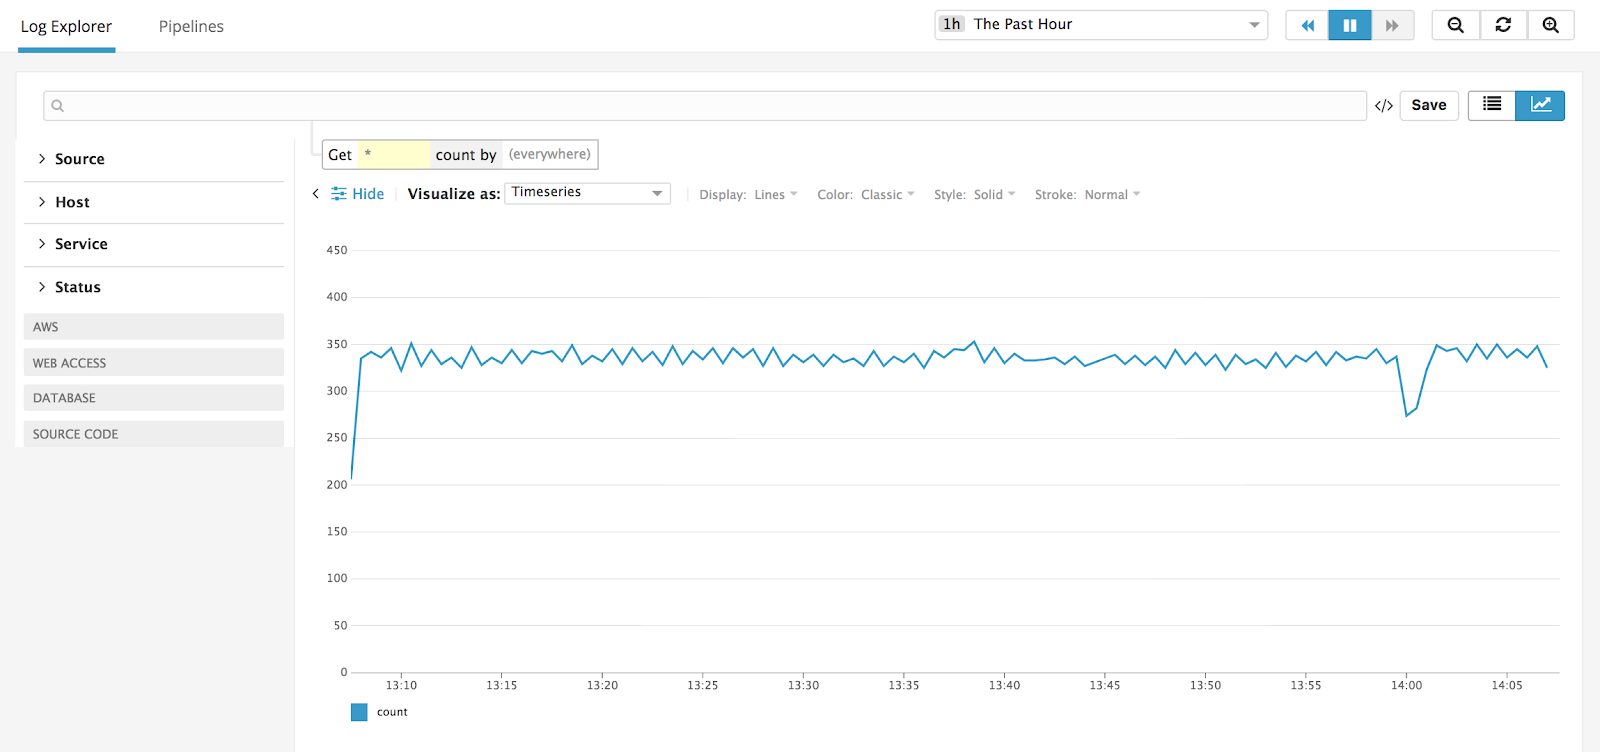 Log Explorer Pipelines 1h The Past Hour
</> Save
Source
Get * count by (everywhere)
Hide Visualize as: Timeseries Display: Lines Color: Classic Style: Solid Stroke: Normal
Host
Service
Status
AWS
WEB ACCESS
DATABASE
SOURCE CODE
450
400
350
300
250
200
150
100
50
0
13:10 13:15 13:20 13:25 13:30 13:35 13:40 13:45 13:50 13:55 14:00 14:05
count